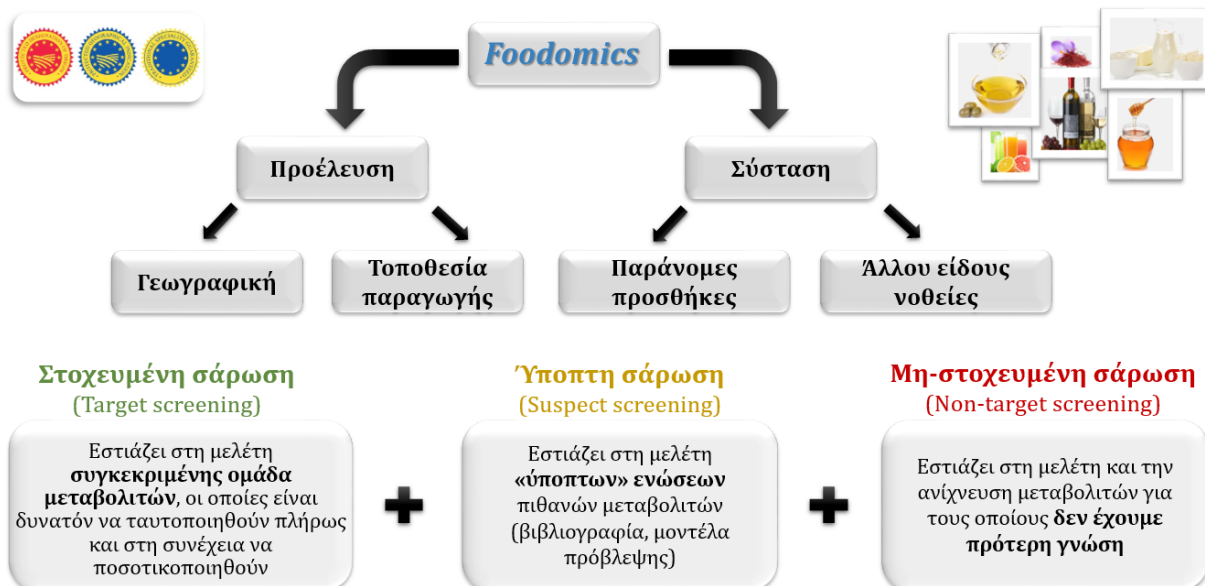 Foodomics
Προέλευση
Σύσταση
Γεωγραφική
Τοποθεσία
παραγωγής
Παράνομες
προσθήκες
Άλλου είδους
νοθείες
Στοχευμένη σάρωση
(Target screening)
Εστιάζει στη μελέτη
συγκεκριμένης ομάδα
μεταβολιτών, οι οποίες είναι
δυνατόν να ταυτοποιηθούν πλήρως
και στη συνέχεια να
ποσοτικοποιηθούν
Ύποπτη σάρωση
(Suspect screening)
Εστιάζει στη μελέτη
«ύποπτων» ενώσεων
πιθανών μεταβολιτών
(βιβλιογραφία, μοντέλα
πρόβλεψης)
Μη-στοχευμένη σάρωση
(Non-target screening)
Εστιάζει στη μελέτη και την
ανίχνευση μεταβολιτών για
τους οποίους δεν έχουμε
πρότερη γνώση